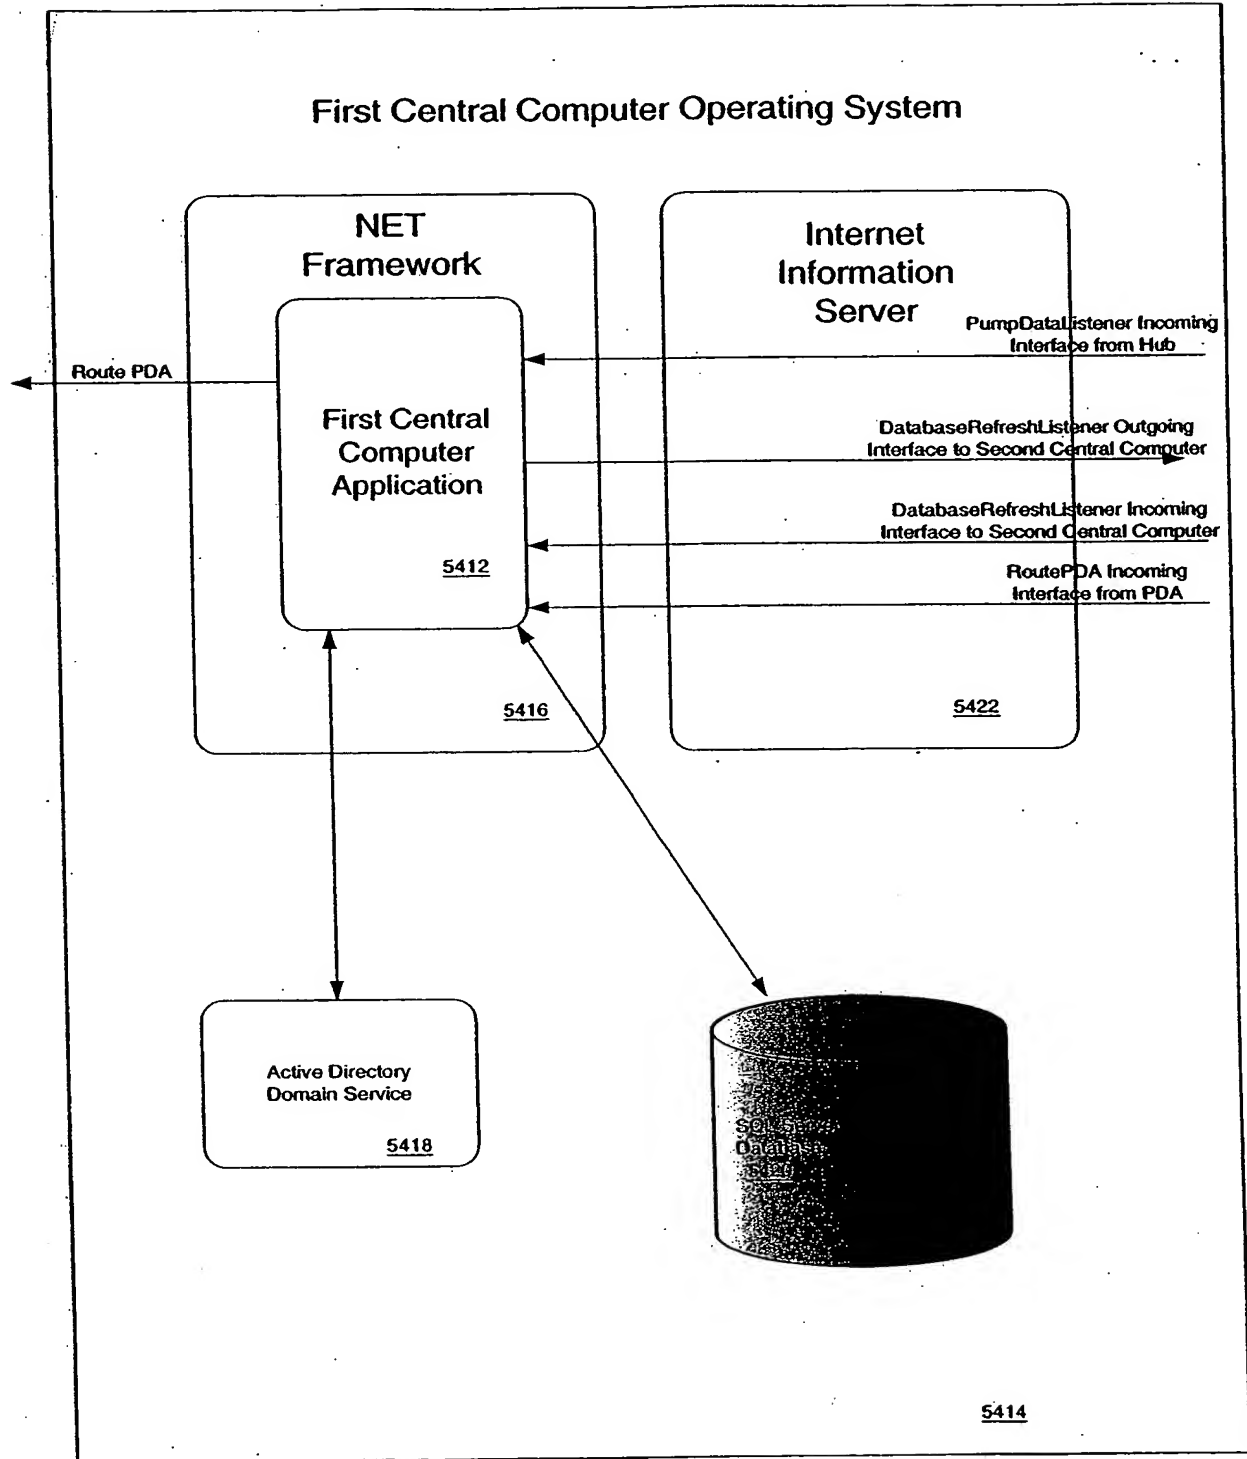 First Central Computer Operating System
NET
Framework
Internet
Information
Server
PumpDataListener Incoming
Interface from Hub
Route PDA
First Central
Computer
Application
DatabaseRefreshListener Outgoing
Interface to Second Central Computer
DatabaseRefreshListener Incoming
Interface to Second Central Computer
5412
RoutePDA Incoming
Interface from PDA
5416
5422
Active Directory
Domain Service
5418
5414